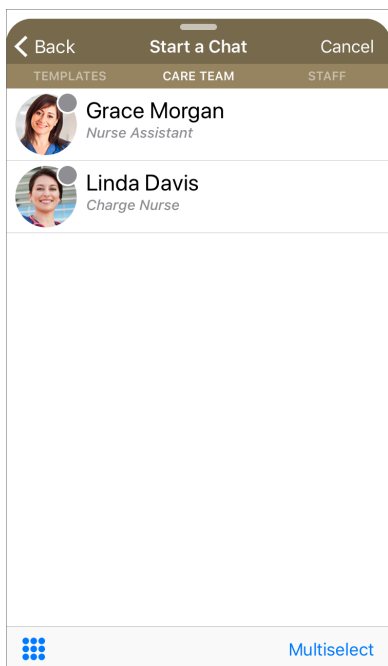 Back Start a Chat Cancel
TEMPLATES CARE TEAM STAFF
Grace Morgan
Nurse Assistant
Linda Davis
Charge Nurse
Multiselect